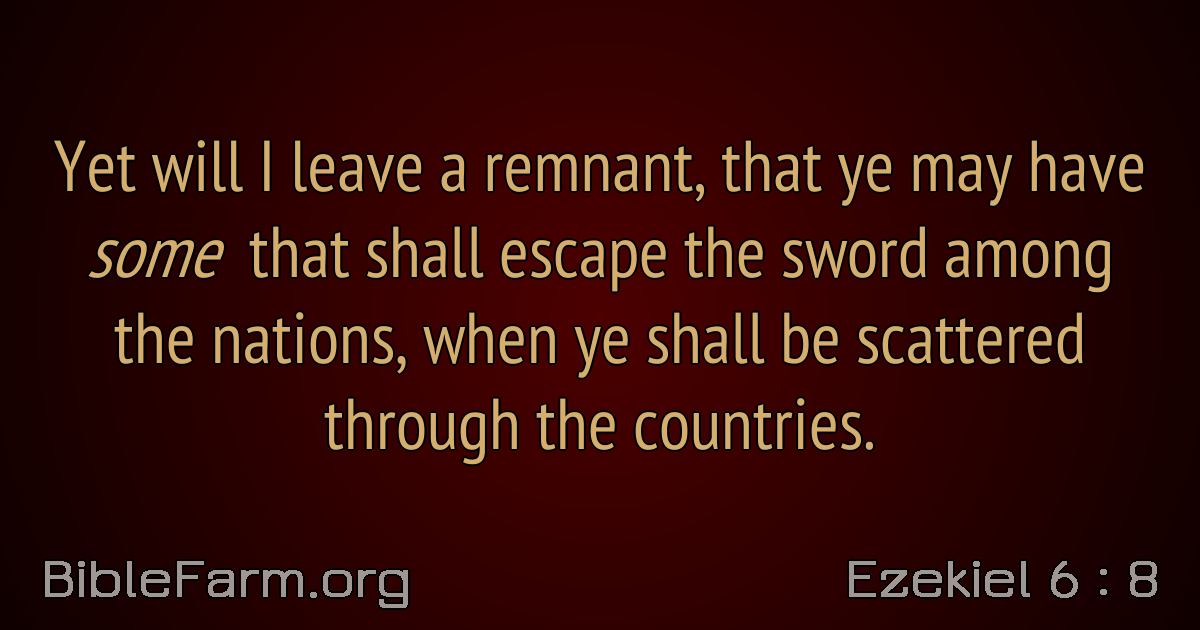 Yet will I leave a remnant, that ye may have
some that shall escape the sword among
the nations, when ye shall be scattered
through the countries.
BibleFarm.org
Ezekiel 6 : 8